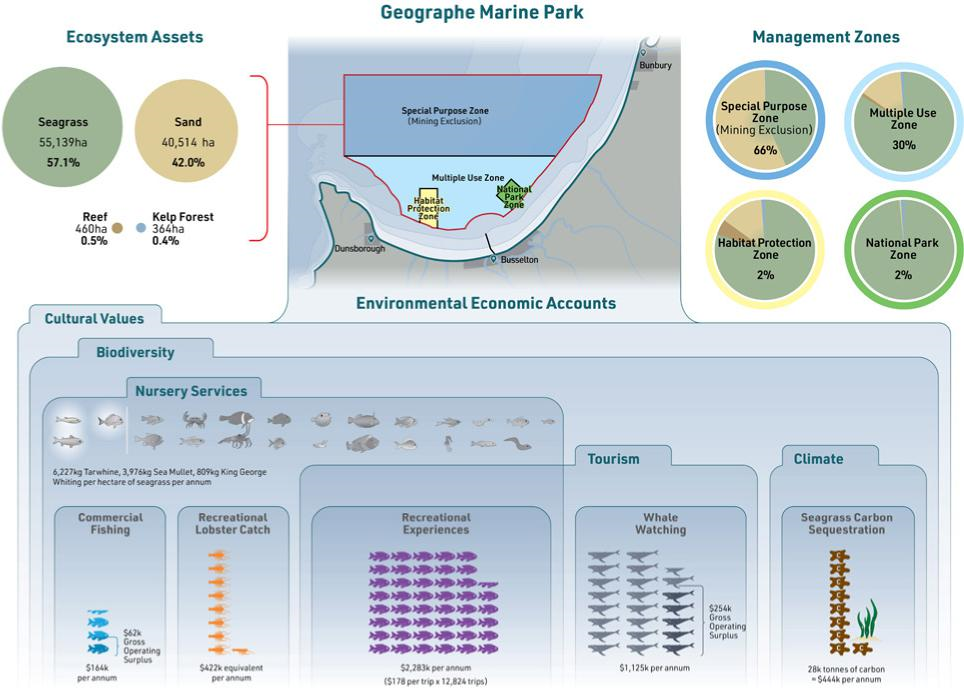 Geographe Marine Park
Ecosystem Assets
Seagrass
55,139ha
57.1%
Sand
40,514 ha
42.0%
Reef
460ha
0.5%
Kelp Forest
364ha
0.4%
Bunbury
Special Purpose Zone
(Mining Exclusion)
Multiple Use Zone
Habitat
Protection
Zone
National
Park
Zone
Dunsborough
Busselton
Management Zones
Special Purpose
Zone
(Mining Exclusion)
66%
Multiple Use
Zone
30%
Habitat Protection
Zone
2%
National Park
Zone
2%
Environmental Economic Accounts
Cultural Values
Biodiversity
Nursery Services
6,227kg Tarwhine, 3,976kg Sea Mullet, 809kg King George
Whiting per hectare of seagrass per annum
Tourism
Climate
Commercial
Fishing
$62k
Gross
Operating
Surplus
$164k
per annum
Recreational
Lobster Catch
$422k equivalent
per annum
Recreational
Experiences
$2,283k per annum
($178 per trip x 12,824 trips)
Whale
Watching
$254k
Gross
Operating
Surplus
$1,125k per annum
Seagrass Carbon
Sequestration
28k tonnes of carbon
= $444k per annum